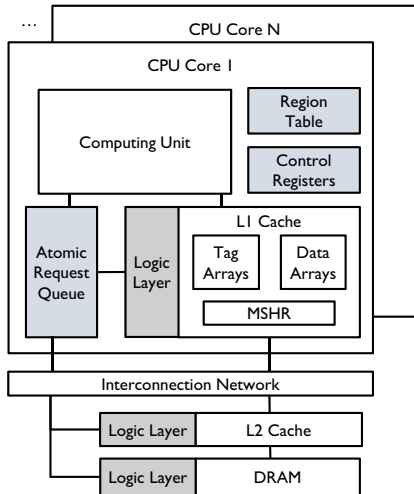 ...
CPU Core N
CPU Core 1
Computing Unit
Region
Table
Control
Registers
Atomic
Request
Queue
Logic
Layer
L1 Cache
Tag
Arrays
Data
Arrays
MSHR
Interconnection Network
Logic Layer
L2 Cache
Logic Layer
DRAM